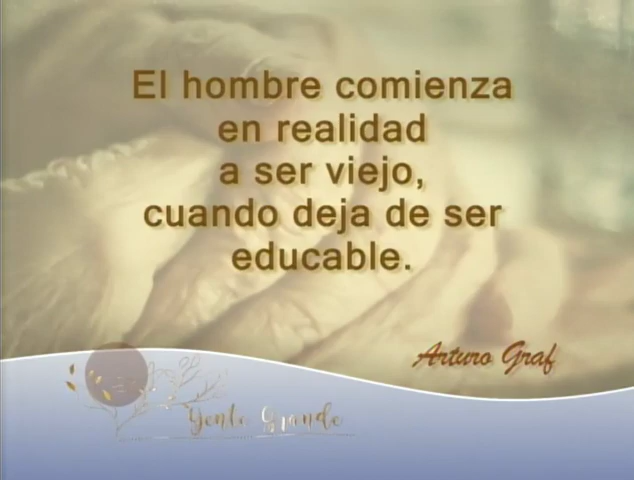 El hombre comienza
en realidad
a ser viejo,
cuando deja de ser
educable.
Arturo Graf
Gente Grande